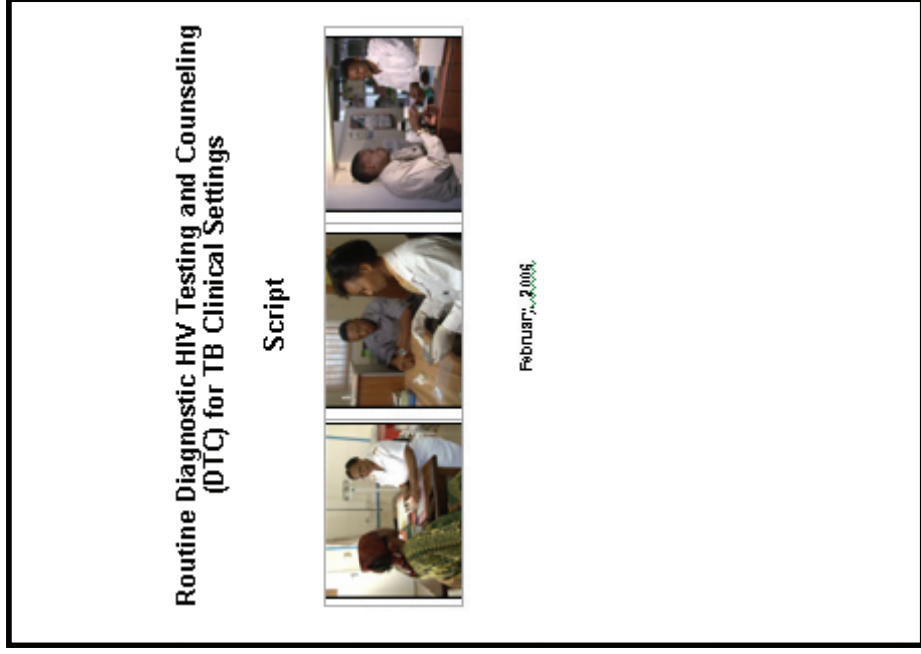 Routine Diagnostic HIV Testing and Counseling
(DTC) for TB Clinical Settings
Script
February, 2006